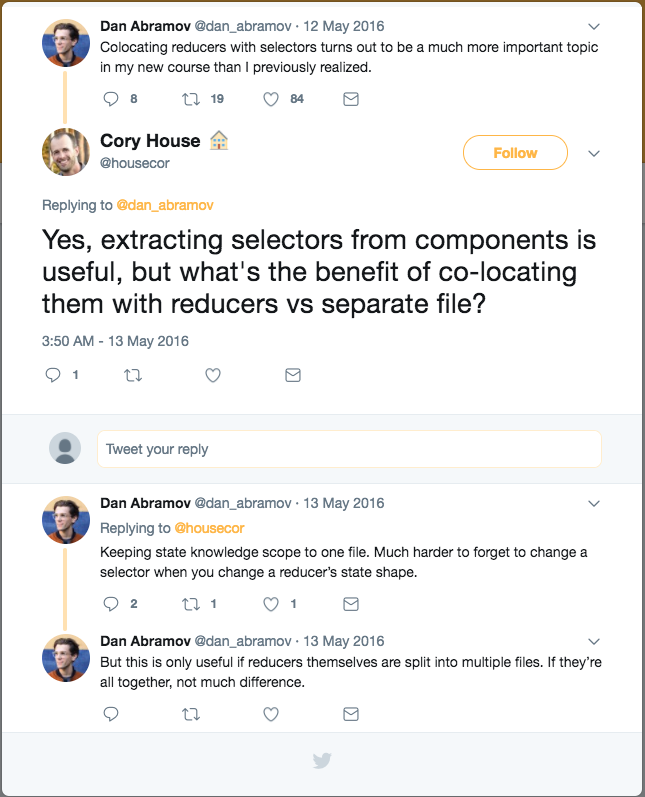 Dan Abramov @dan_abramov · 12 May 2016
Colocating reducers with selectors turns out to be a much more important topic
in my new course than I previously realized.
8 19 84
Cory House 🏠
@housecor
Follow
Replying to @dan_abramov
Yes, extracting selectors from components is
useful, but what's the benefit of co-locating
them with reducers vs separate file?
3:50 AM - 13 May 2016
1
Tweet your reply
Dan Abramov @dan_abramov · 13 May 2016
Replying to @housecor
Keeping state knowledge scope to one file. Much harder to forget to change a
selector when you change a reducer’s state shape.
2 1 1
Dan Abramov @dan_abramov · 13 May 2016
But this is only useful if reducers themselves are split into multiple files. If they’re
all together, not much difference.